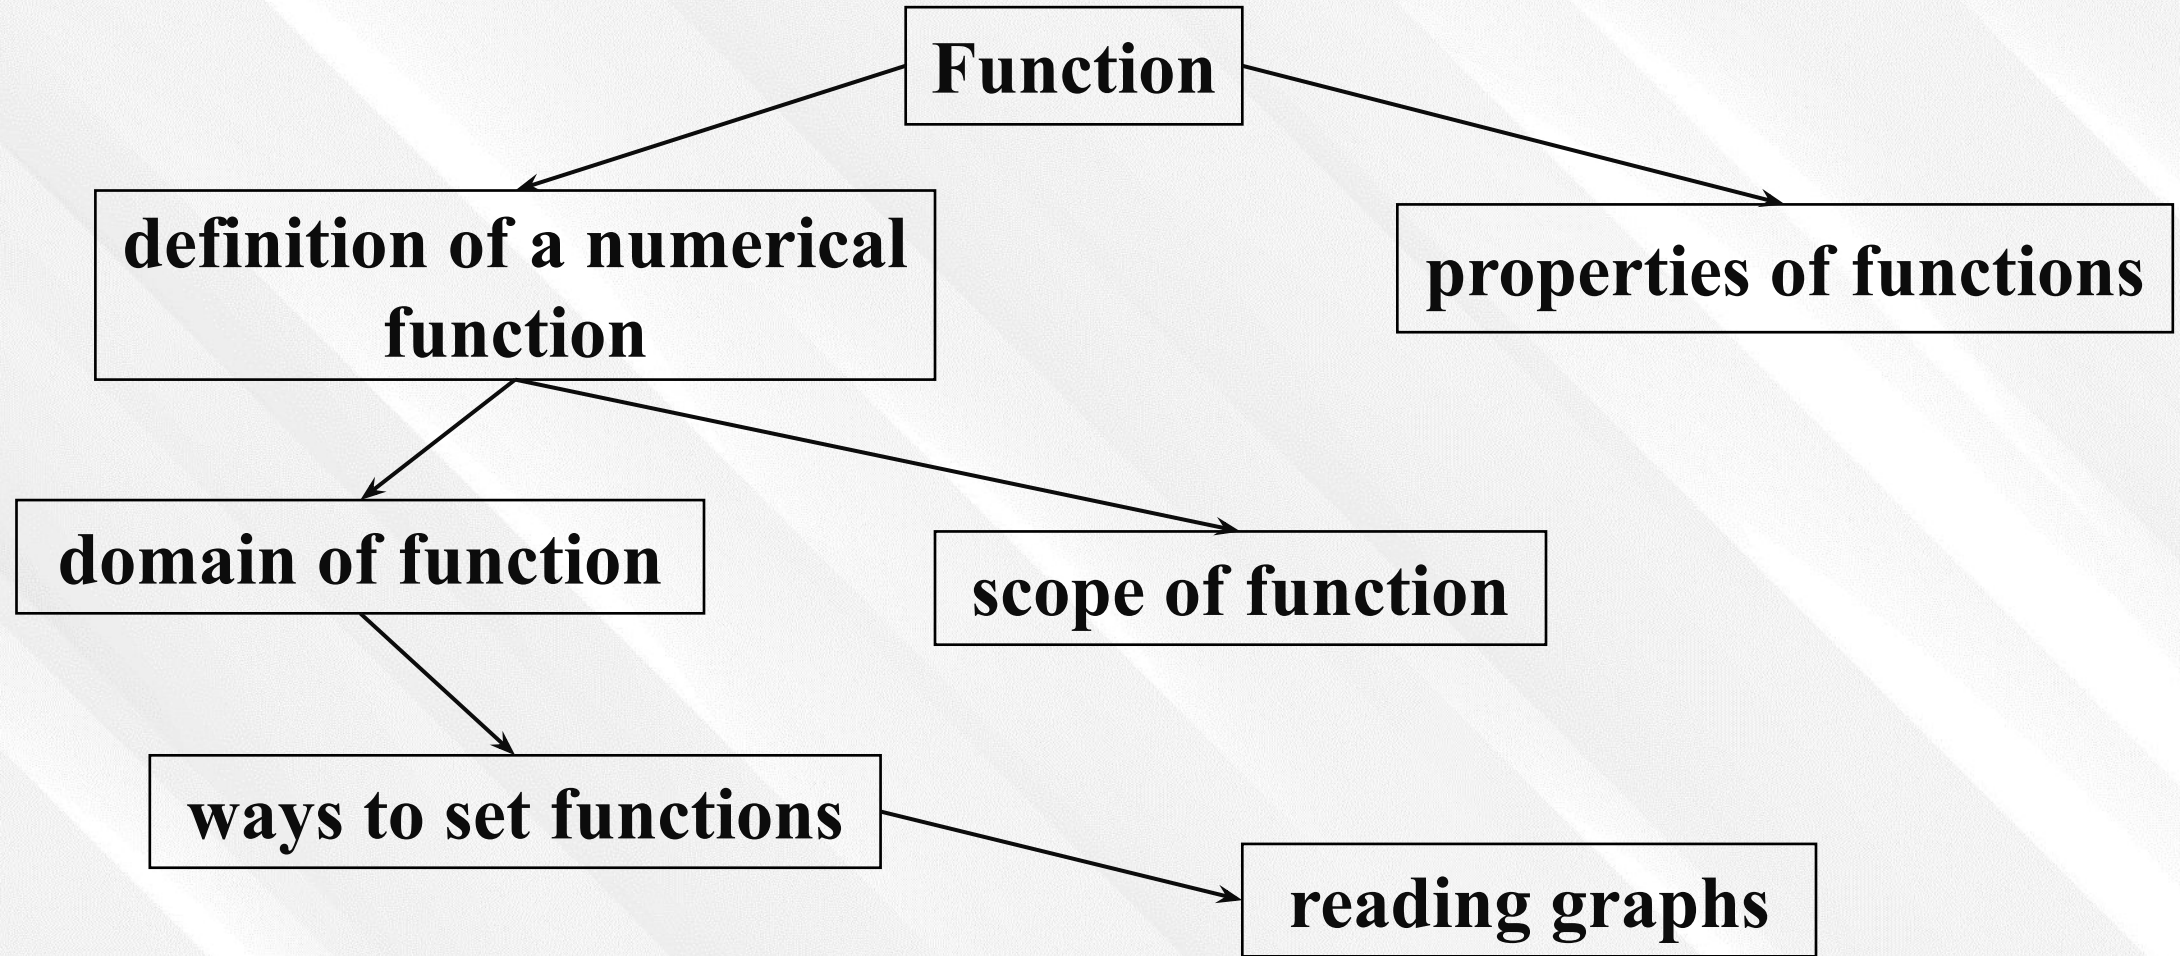 Function
definition of a numerical
function
properties of functions
domain of function
scope of function
ways to set functions
reading graphs